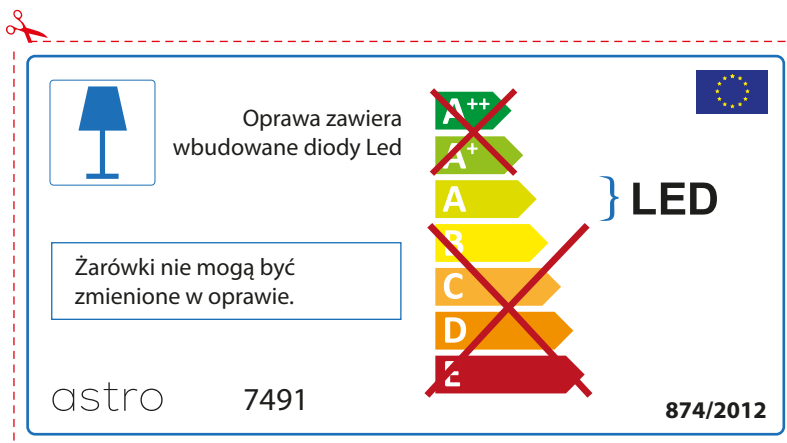 Oprawa zawiera
wbudowane diody Led
A++
A+
A
B
C
D
E
LED
Żarówki nie mogą być
zmienione w oprawie.
astro
7491
874/2012